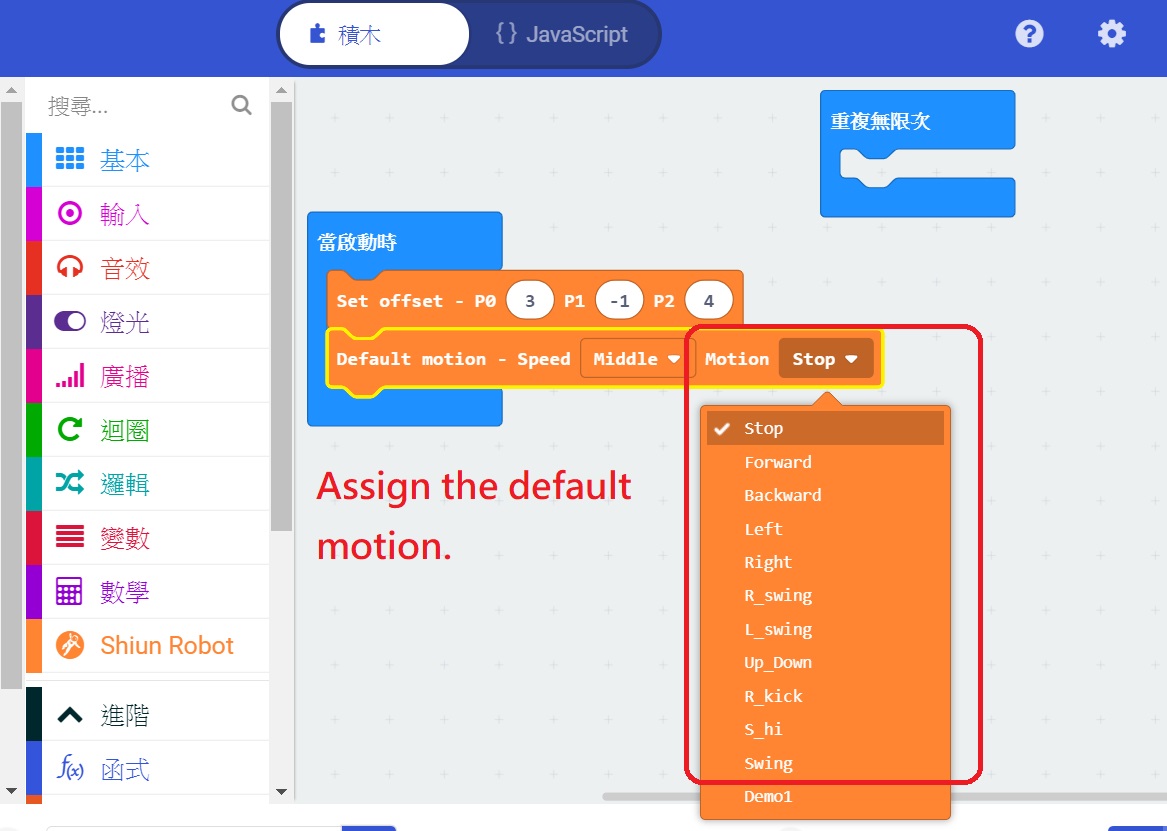 積木
{ } JavaScript
?
搜尋...
基本
輸入
音效
燈光
廣播
迴圈
邏輯
變數
數學
Shiun Robot
進階
f(x) 函式
重複無限次
當啟動時
Set offset - P0 3 P1 -1 P2 4
Default motion - Speed Middle Motion Stop
Stop
Forward
Backward
Left
Right
R_swing
L_swing
Up_Down
R_kick
S_hi
Swing
Demo1
Assign the default
motion.